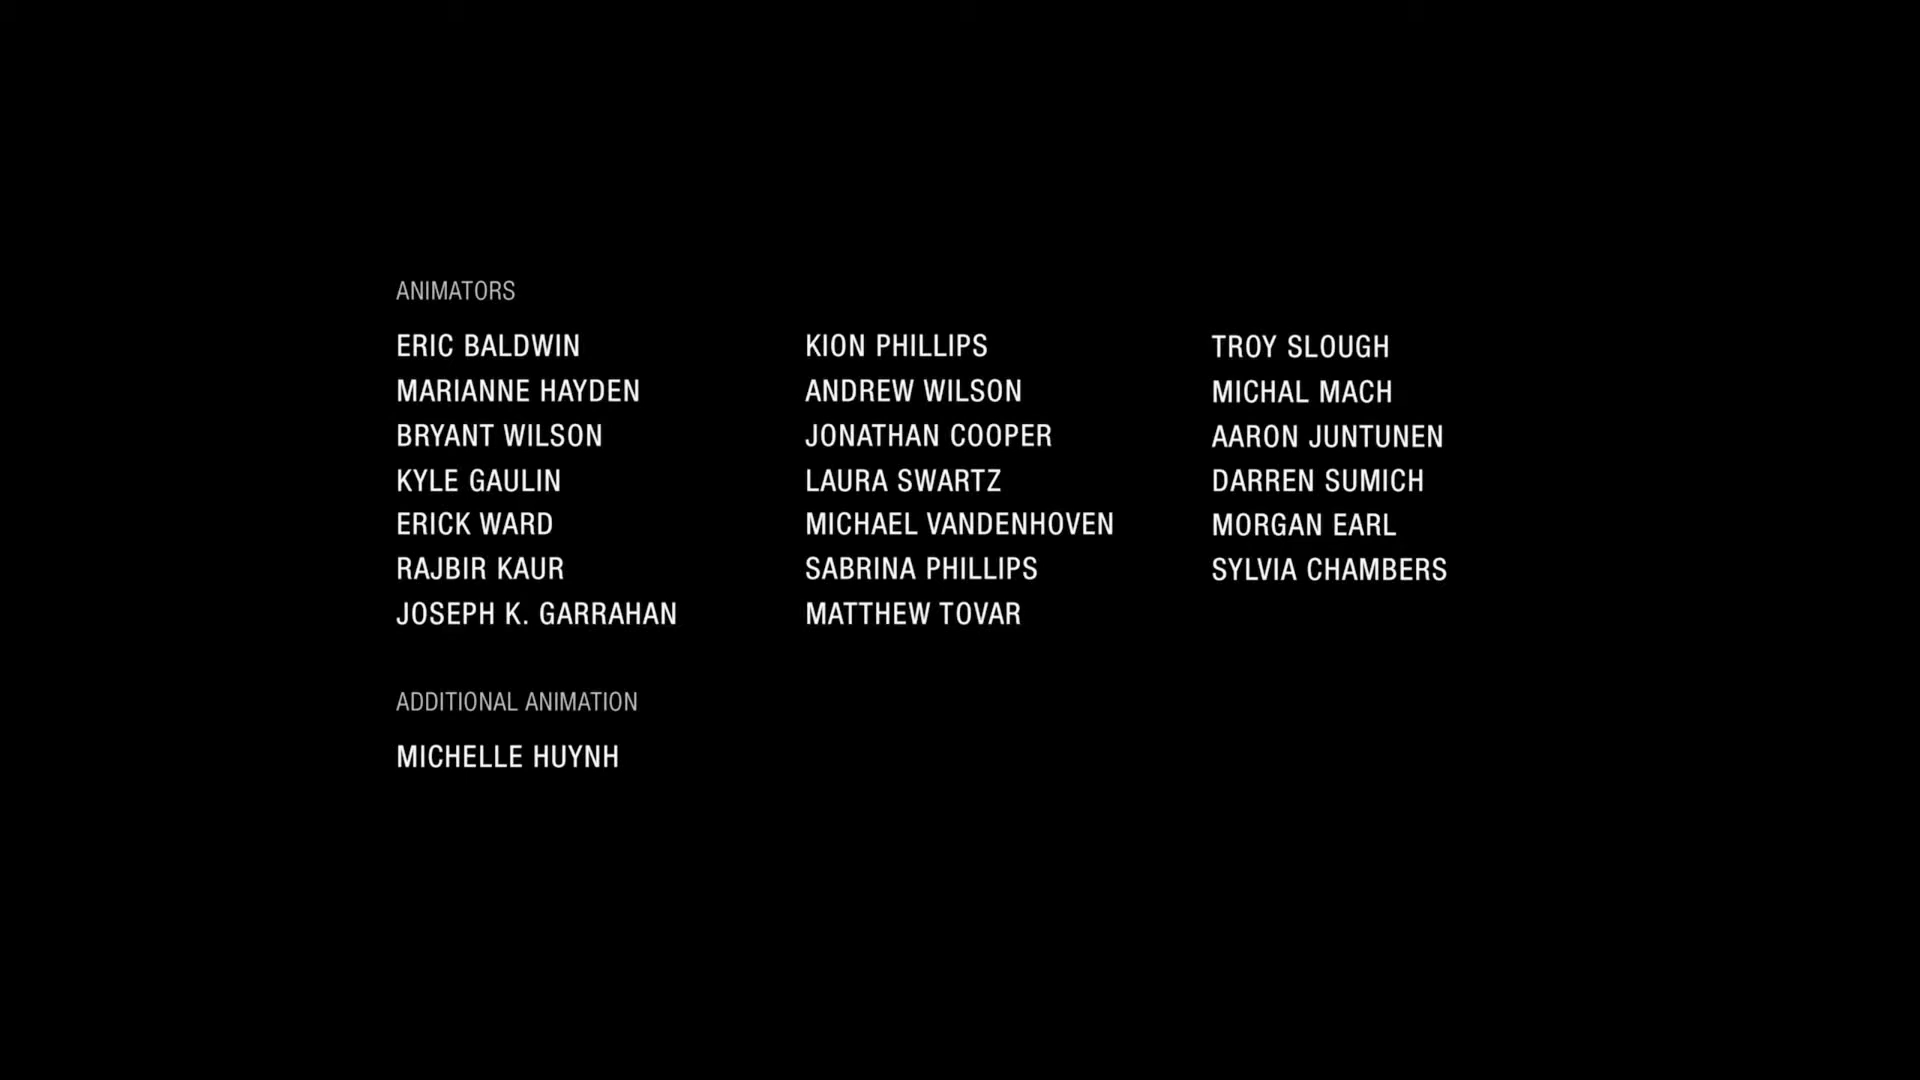 ANIMATORS
ERIC BALDWIN
MARIANNE HAYDEN
BRYANT WILSON
KYLE GAULIN
ERICK WARD
RAJBIR KAUR
JOSEPH K. GARRAHAN
KION PHILLIPS
ANDREW WILSON
JONATHAN COOPER
LAURA SWARTZ
MICHAEL VANDENHOVEN
SABRINA PHILLIPS
MATTHEW TOVAR
TROY SLOUGH
MICHAL MACH
AARON JUNTUNEN
DARREN SUMICH
MORGAN EARL
SYLVIA CHAMBERS
ADDITIONAL ANIMATION
MICHELLE HUYNH